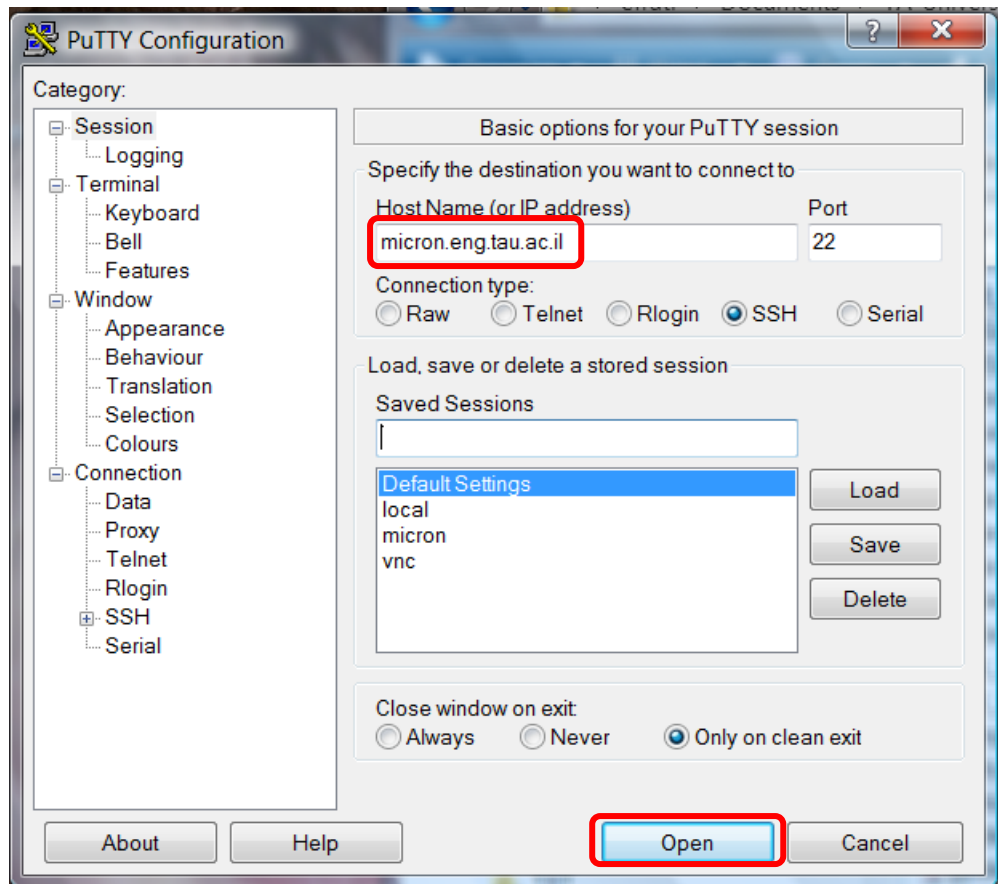 PuTTY Configuration
Category:
Session
Logging
Terminal
Keyboard
Bell
Features
Window
Appearance
Behaviour
Translation
Selection
Colours
Connection
Data
Proxy
Telnet
Rlogin
SSH
Serial
Basic options for your PuTTY session
Specify the destination you want to connect to
Host Name (or IP address) Port
micron.eng.tau.ac.il 22
Connection type:
Raw Telnet Rlogin SSH Serial
Load, save or delete a stored session
Saved Sessions
Default Settings
local
micron
vnc
Load
Save
Delete
Close window on exit:
Always Never Only on clean exit
About Help Open Cancel